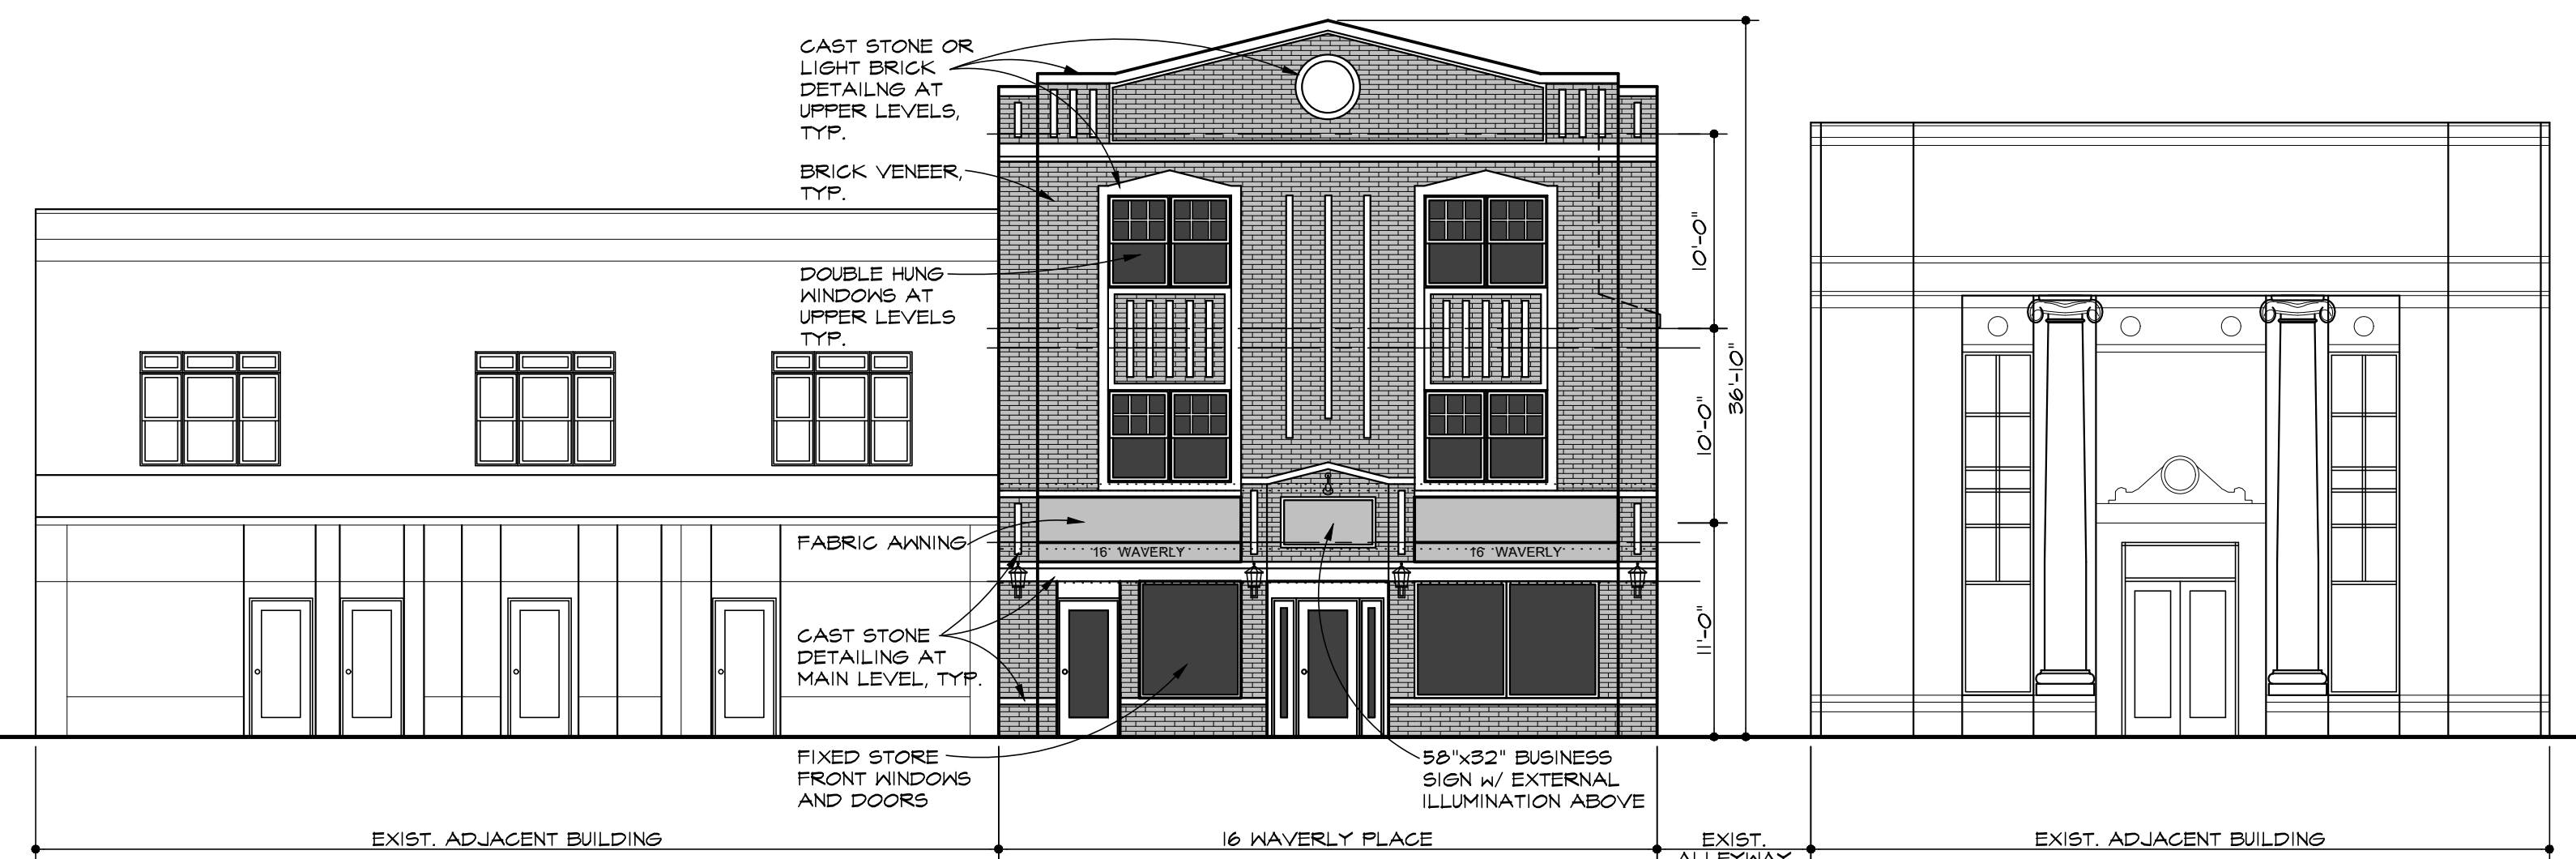 CAST STONE OR
LIGHT BRICK
DETAILNG AT
UPPER LEVELS,
TYP.
BRICK VENEER,
TYP.
DOUBLE HUNG
WINDOWS AT
UPPER LEVELS
TYP.
FABRIC AWNING
CAST STONE
DETAILING AT
MAIN LEVEL, TYP.
FIXED STORE
FRONT WINDOWS
AND DOORS
16 WAVERLY
16 WAVERLY
58"x32" BUSINESS
SIGN w/ EXTERNAL
ILLUMINATION ABOVE
10'-0"
10'-0"
11'-0"
36'-10"
EXIST. ADJACENT BUILDING
16 WAVERLY PLACE
EXIST.
ALLEYWAY
EXIST. ADJACENT BUILDING